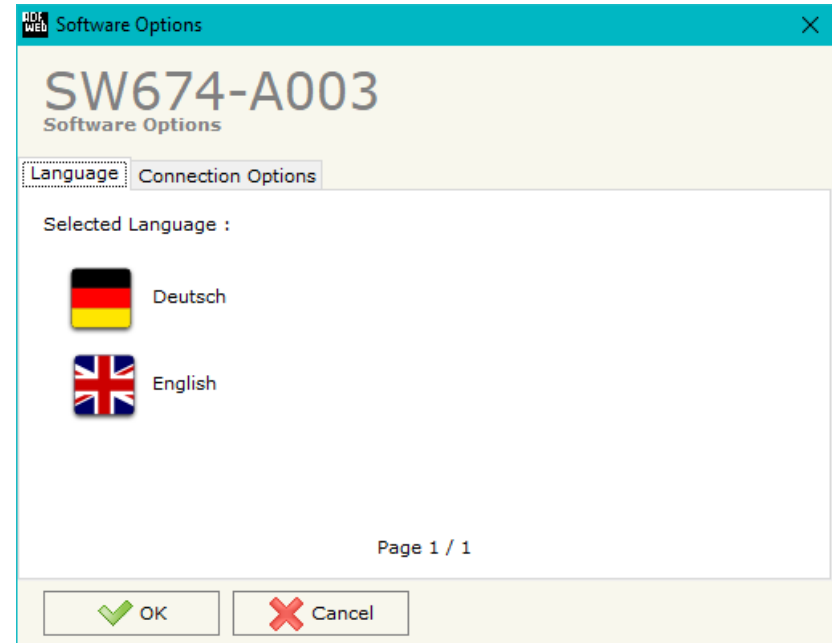 ADF
WEB
Software Options
SW674-A003
Software Options
Language
Connection Options
Selected Language :
Deutsch
English
Page 1 / 1
OK
Cancel